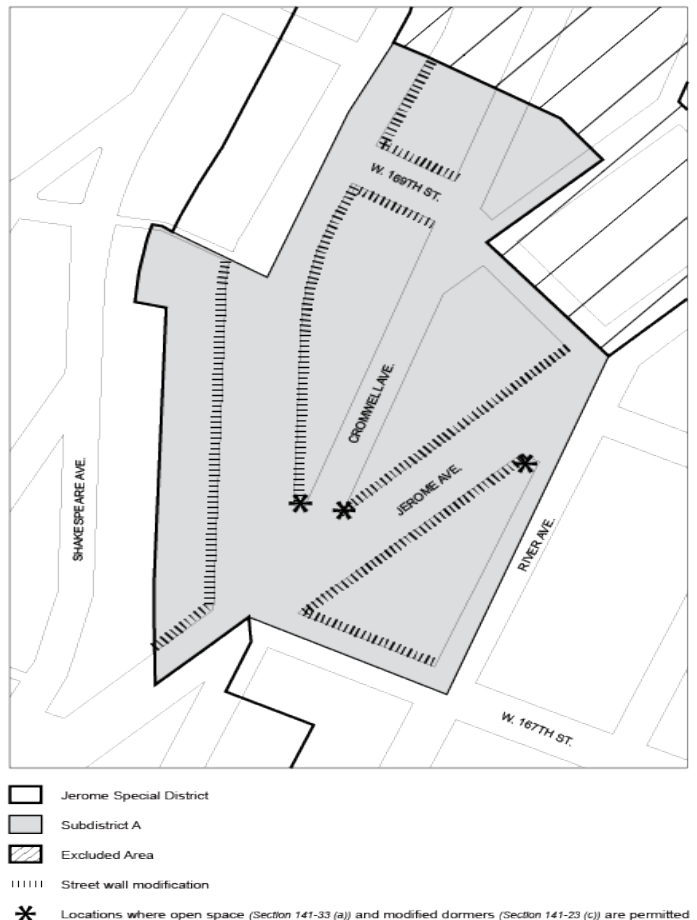 W. 169TH ST.
CROMWELL AVE.
JEROME AVE.
SHAKESPEARE AVE.
RIVER AVE.
W. 167TH ST.
Jerome Special District
Subdistrict A
Excluded Area
Street wall modification
Locations where open space (Section 141-33 (a)) and modified dormers (Section 141-23 (c)) are permitted